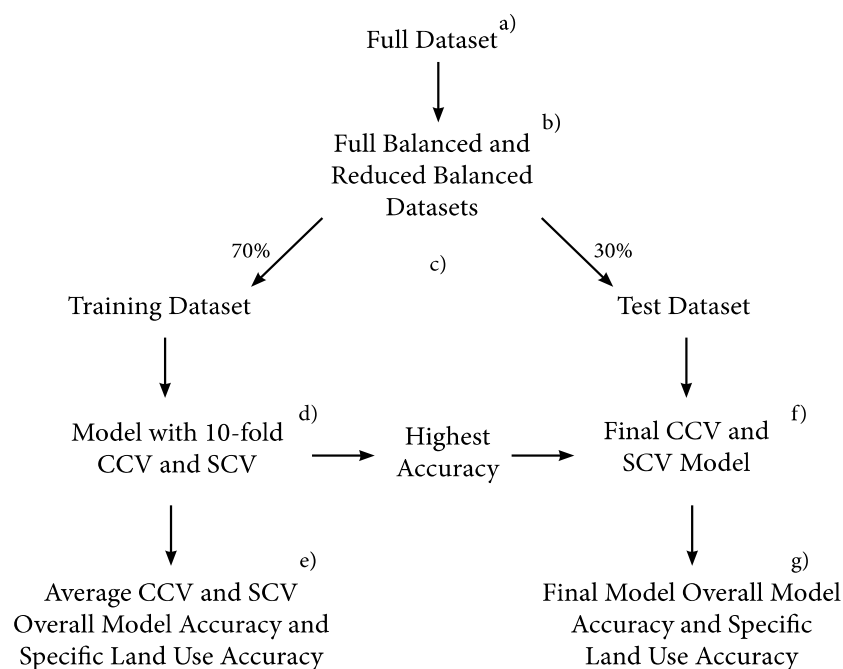 a)
Full Dataset
b)
Full Balanced and
Reduced Balanced
Datasets
70%
c)
30%
Training Dataset
Test Dataset
d)
Model with 10-fold
CCV and SCV
Highest
Accuracy
f)
Final CCV and
SCV Model
e)
Average CCV and SCV
Overall Model Accuracy and
Specific Land Use Accuracy
g)
Final Model Overall Model
Accuracy and Specific
Land Use Accuracy